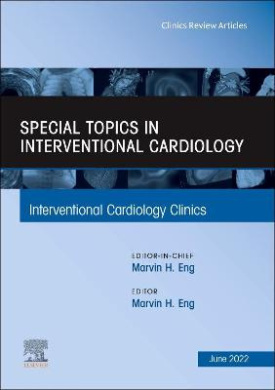 Clinics Review Articles
SPECIAL TOPICS IN
INTERVENTIONAL CARDIOLOGY
Interventional Cardiology Clinics
EDITOR-IN-CHIEF
Marvin H. Eng
EDITOR
Marvin H. Eng
ELSEVIER
June 2022